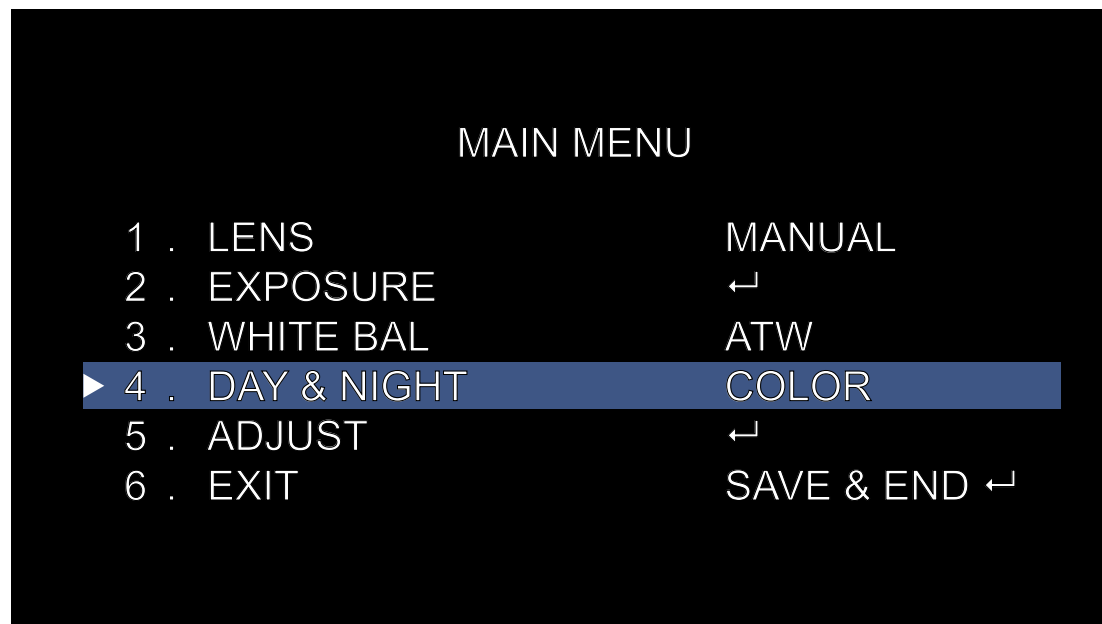 MAIN MENU
1 . LENS MANUAL
2 . EXPOSURE ↵
3 . WHITE BAL ATW
▶ 4 . DAY & NIGHT COLOR
5 . ADJUST ↵
6 . EXIT SAVE & END ↵